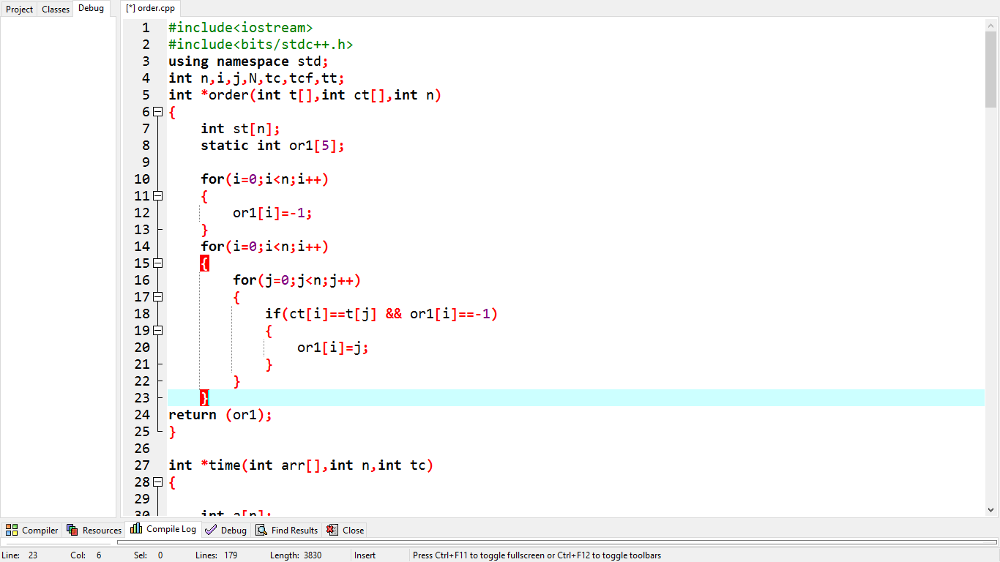 Project Classes Debug [*] order.cpp
1 #include<iostream>
2 #include<bits/stdc++.h>
3 using namespace std;
4 int n,i,j,N,tc,tcf,tt;
5 int *order(int t[],int ct[],int n)
6 {
7 int st[n];
8 static int or1[5];
9
10 for(i=0;i<n;i++)
11 {
12 or1[i]=-1;
13 }
14 for(i=0;i<n;i++)
15 {
16 for(j=0;j<n;j++)
17 {
18 if(ct[i]==t[j] && or1[i]==-1)
19 {
20 or1[i]=j;
21 }
22 }
23 }
24 return (or1);
25 }
26
27 int *time(int arr[],int n,int tc)
28 {
29
30 int a[n];
Compiler Resources Compile Log Debug Find Results Close
Line: 23 Col: 6 Sel: 0 Lines: 179 Length: 3830 Insert Press Ctrl+F11 to toggle fullscreen or Ctrl+F12 to toggle toolbars